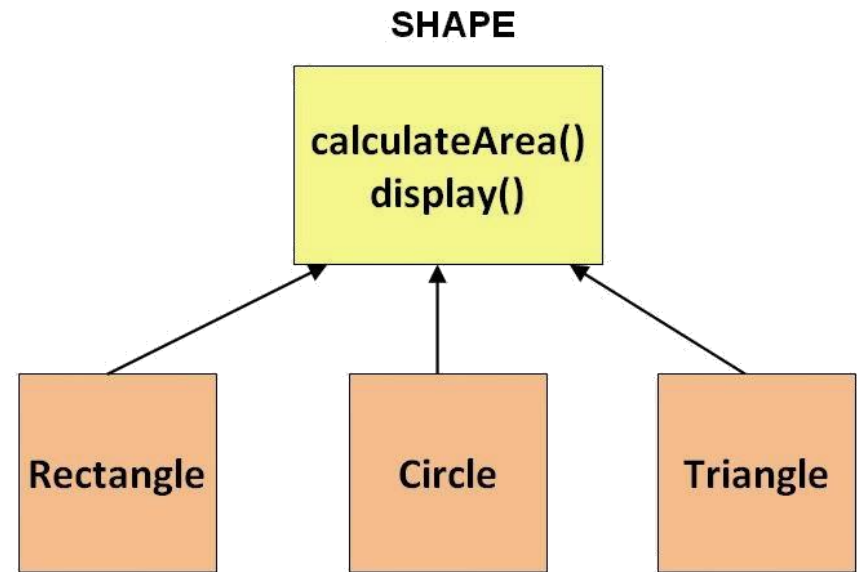 SHAPE
calculateArea()
display()
Rectangle
Circle
Triangle